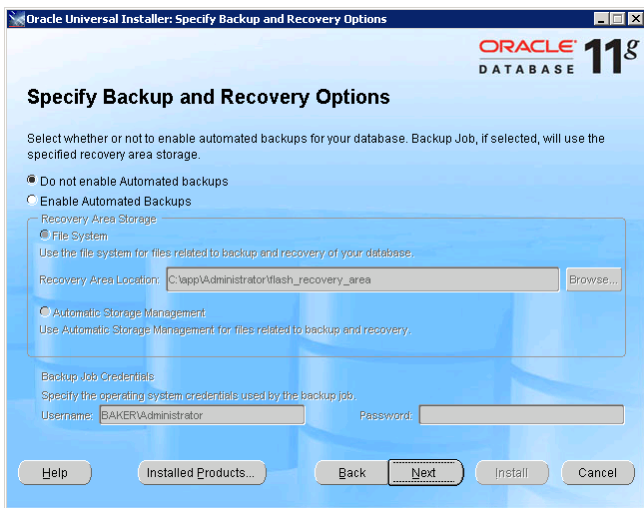 Oracle Universal Installer: Specify Backup and Recovery Options
ORACLE
DATABASE 11g
Specify Backup and Recovery Options
Select whether or not to enable automated backups for your database. Backup Job, if selected, will use the
specified recovery area storage.
Do not enable Automated backups
Enable Automated Backups
Recovery Area Storage
File System
Use the file system for files related to backup and recovery of your database.
Recovery Area Location: C:\app\Administrator\flash_recovery_area Browse...
Automatic Storage Management
Use Automatic Storage Management for files related to backup and recovery.
Backup Job Credentials
Specify the operating system credentials used by the backup job.
Username: BAKER\Administrator Password:
Help Installed Products... Back Next Install Cancel